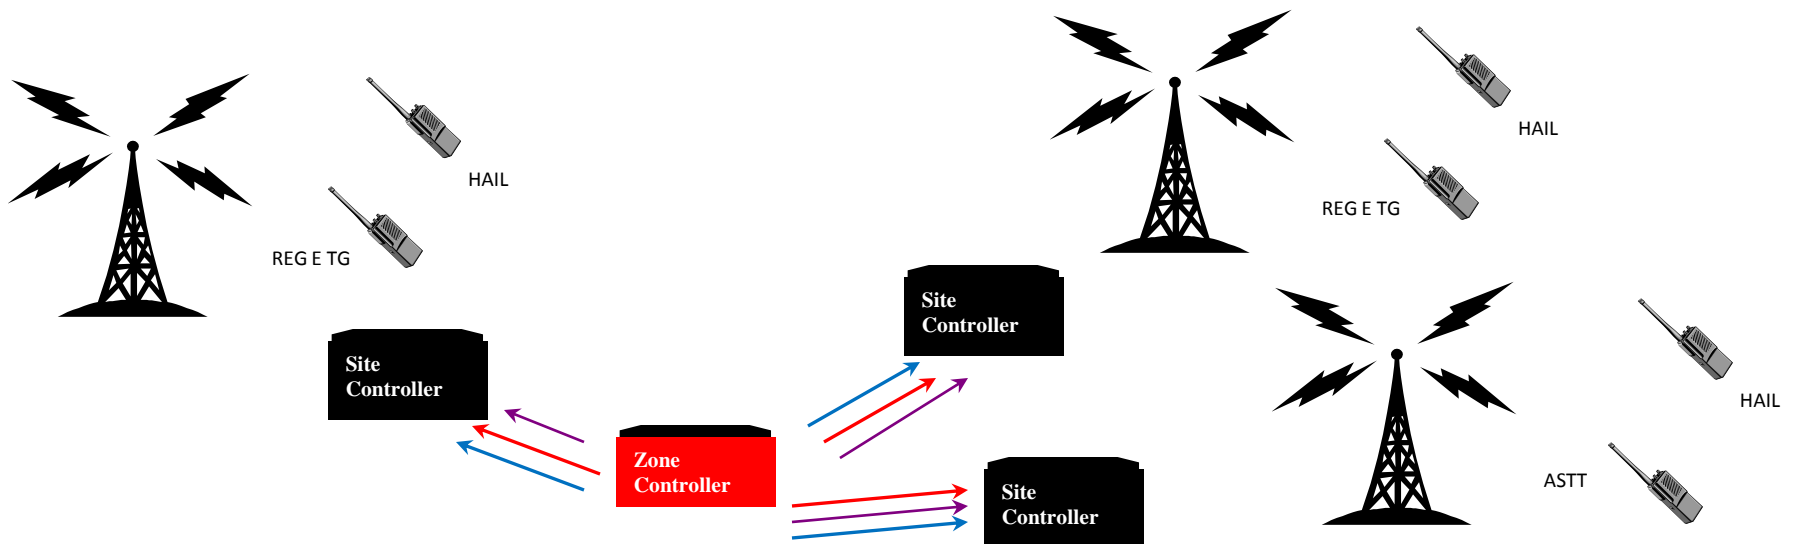 HAIL
HAIL
REG E TG
REG E TG
Site
Controller
Site
Controller
HAIL
Zone
Controller
ASTT
Site
Controller